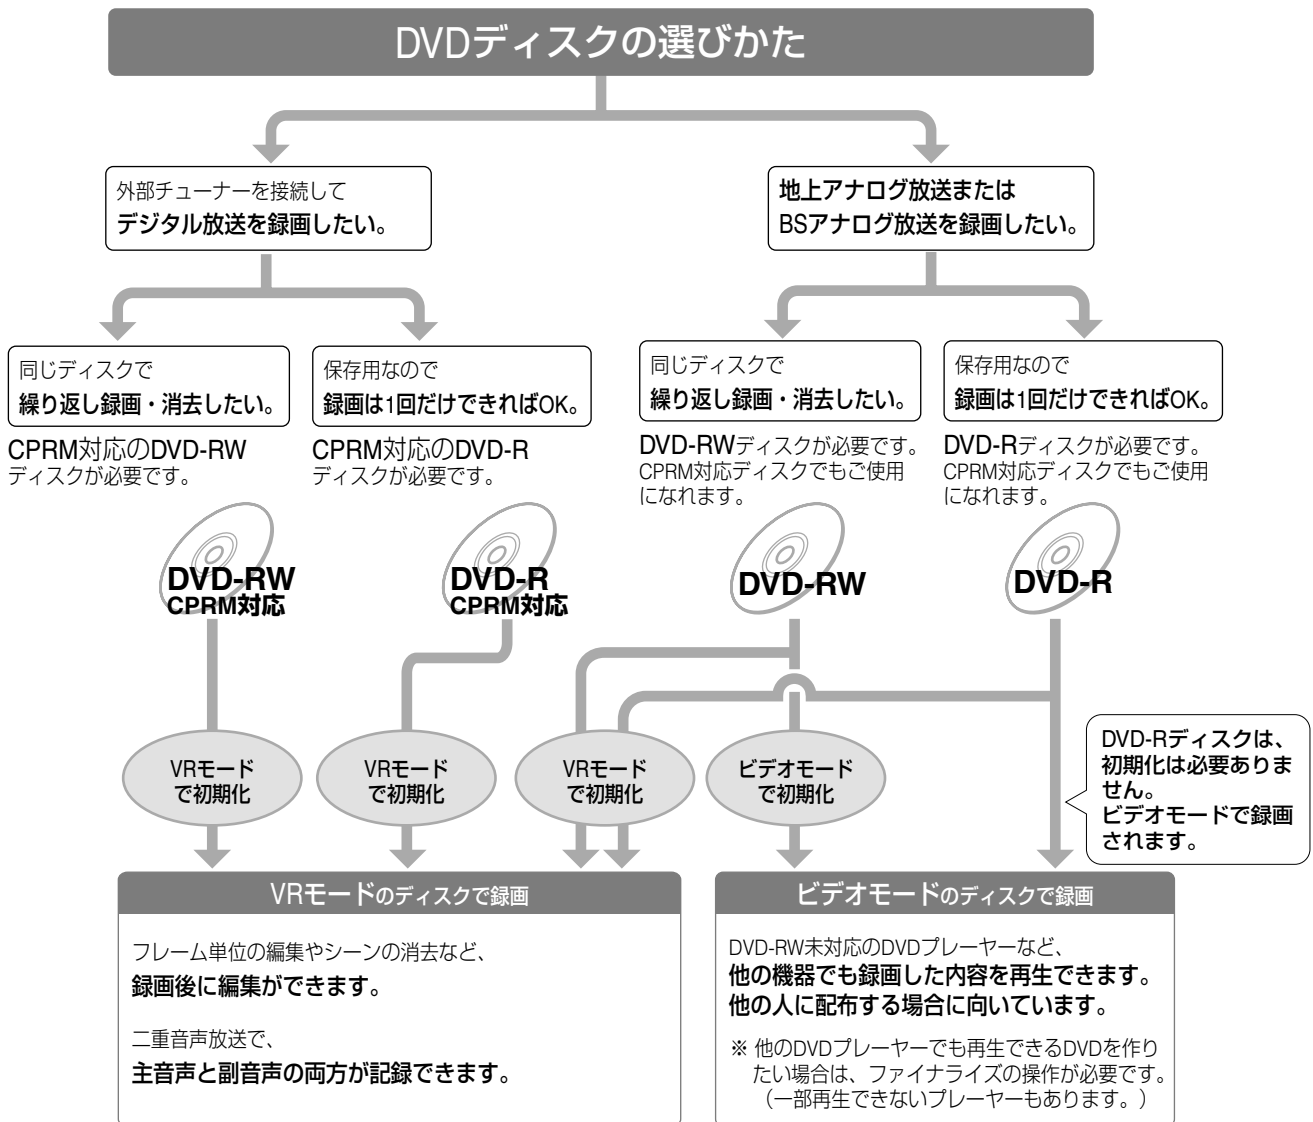 DVDディスクの選びかた
外部チューナーを接続して
デジタル放送を録画したい。
地上アナログ放送または
BSアナログ放送を録画したい。
同じディスクで
繰り返し録画・消去したい。
CPRM対応のDVD-RW
ディスクが必要です。
保存用なので
録画は1回だけできればOK。
CPRM対応のDVD-R
ディスクが必要です。
同じディスクで
繰り返し録画・消去したい。
DVD-RWディスクが必要です。
CPRM対応ディスクでもご使用
になれます。
保存用なので
録画は1回だけできればOK。
DVD-Rディスクが必要です。
CPRM対応ディスクでもご使用
になれます。
DVD-RW
CPRM対応
DVD-R
CPRM対応
DVD-RW
DVD-R
VRモード
で初期化
VRモード
で初期化
VRモード
で初期化
ビデオモード
で初期化
DVD-Rディスクは、
初期化は必要ありま
せん。
ビデオモードで録画
されます。
VRモードのディスクで録画
フレーム単位の編集やシーンの消去など、
録画後に編集ができます。
二重音声放送で、
主音声と副音声の両方が記録できます。
ビデオモードのディスクで録画
DVD-RW未対応のDVDプレーヤーなど、
他の機器でも録画した内容を再生できます。
他の人に配布する場合に向いています。
※ 他のDVDプレーヤーでも再生できるDVDを作り
たい場合は、ファイナライズの操作が必要です。
（一部再生できないプレーヤーもあります。）